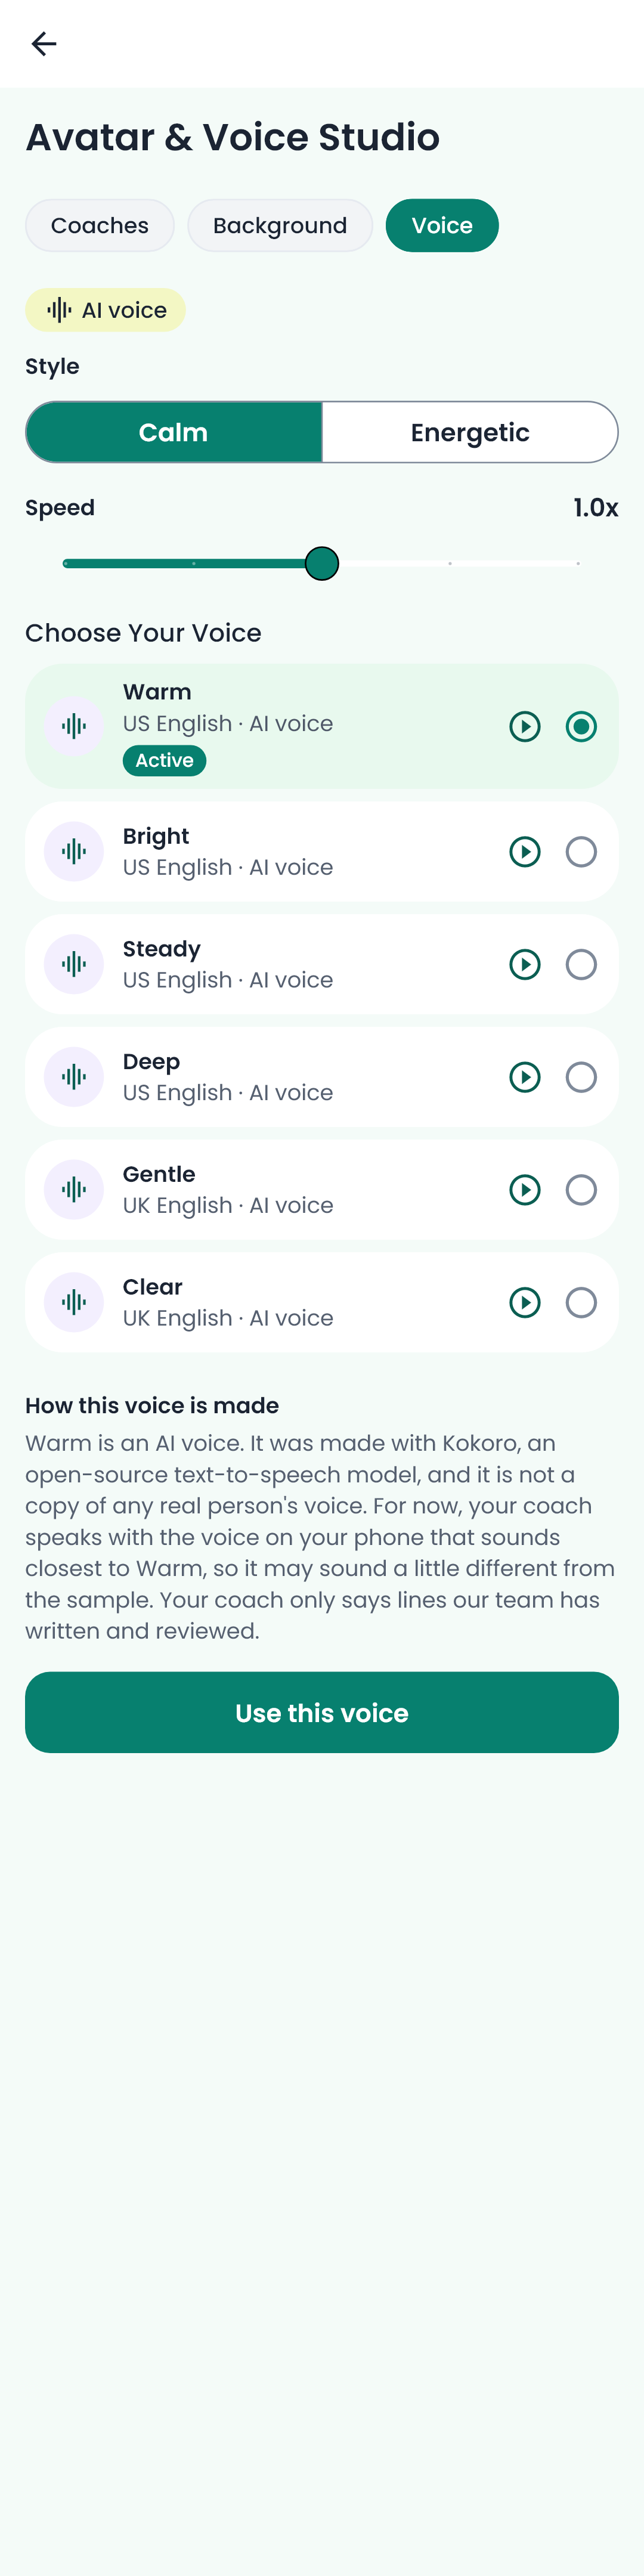 Avatar & Voice Studio
Coaches
Background
Voice
AI voice
Style
Calm
Energetic
Speed
1.0x
Choose Your Voice
Warm
US English · AI voice
Active
Bright
US English · AI voice
Steady
US English · AI voice
Deep
US English · AI voice
Gentle
UK English · AI voice
Clear
UK English · AI voice
How this voice is made
Warm is an AI voice. It was made with Kokoro, an
open-source text-to-speech model, and it is not a
copy of any real person's voice. For now, your coach
speaks with the voice on your phone that sounds
closest to Warm, so it may sound a little different from
the sample. Your coach only says lines our team has
written and reviewed.
Use this voice